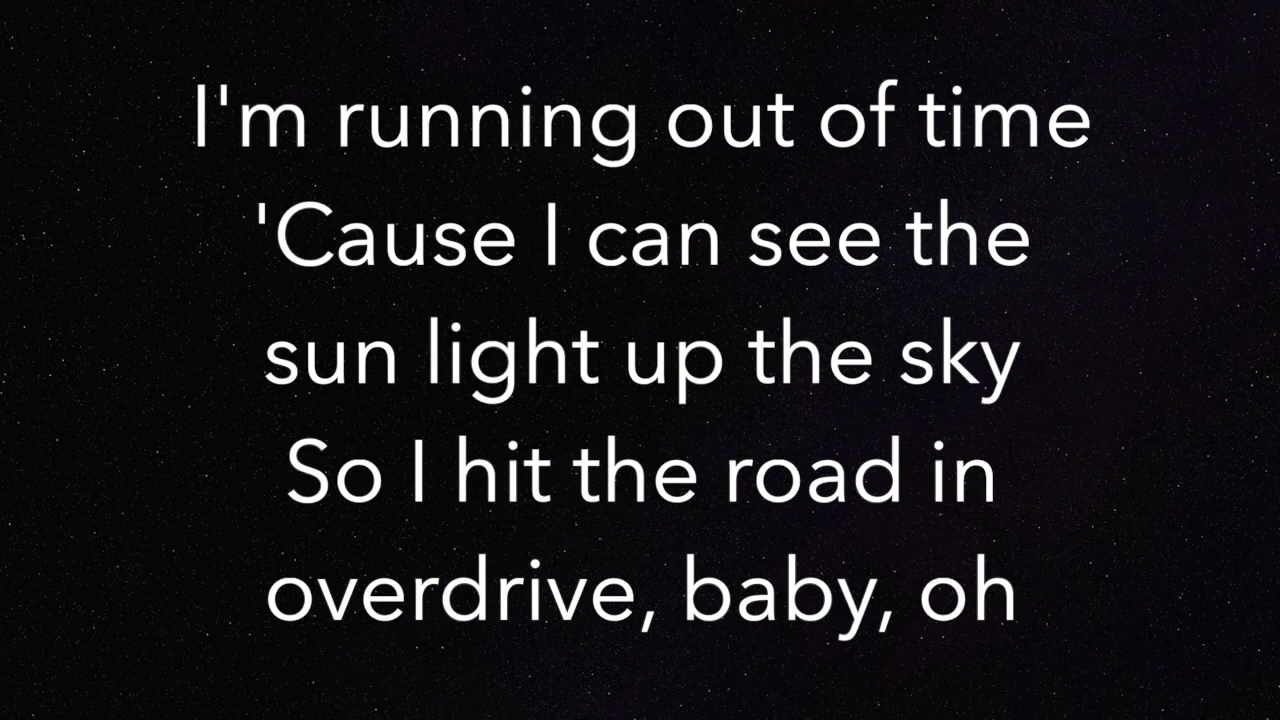 I'm running out of time
'Cause I can see the
sun light up the sky
So I hit the road in
overdrive, baby, oh